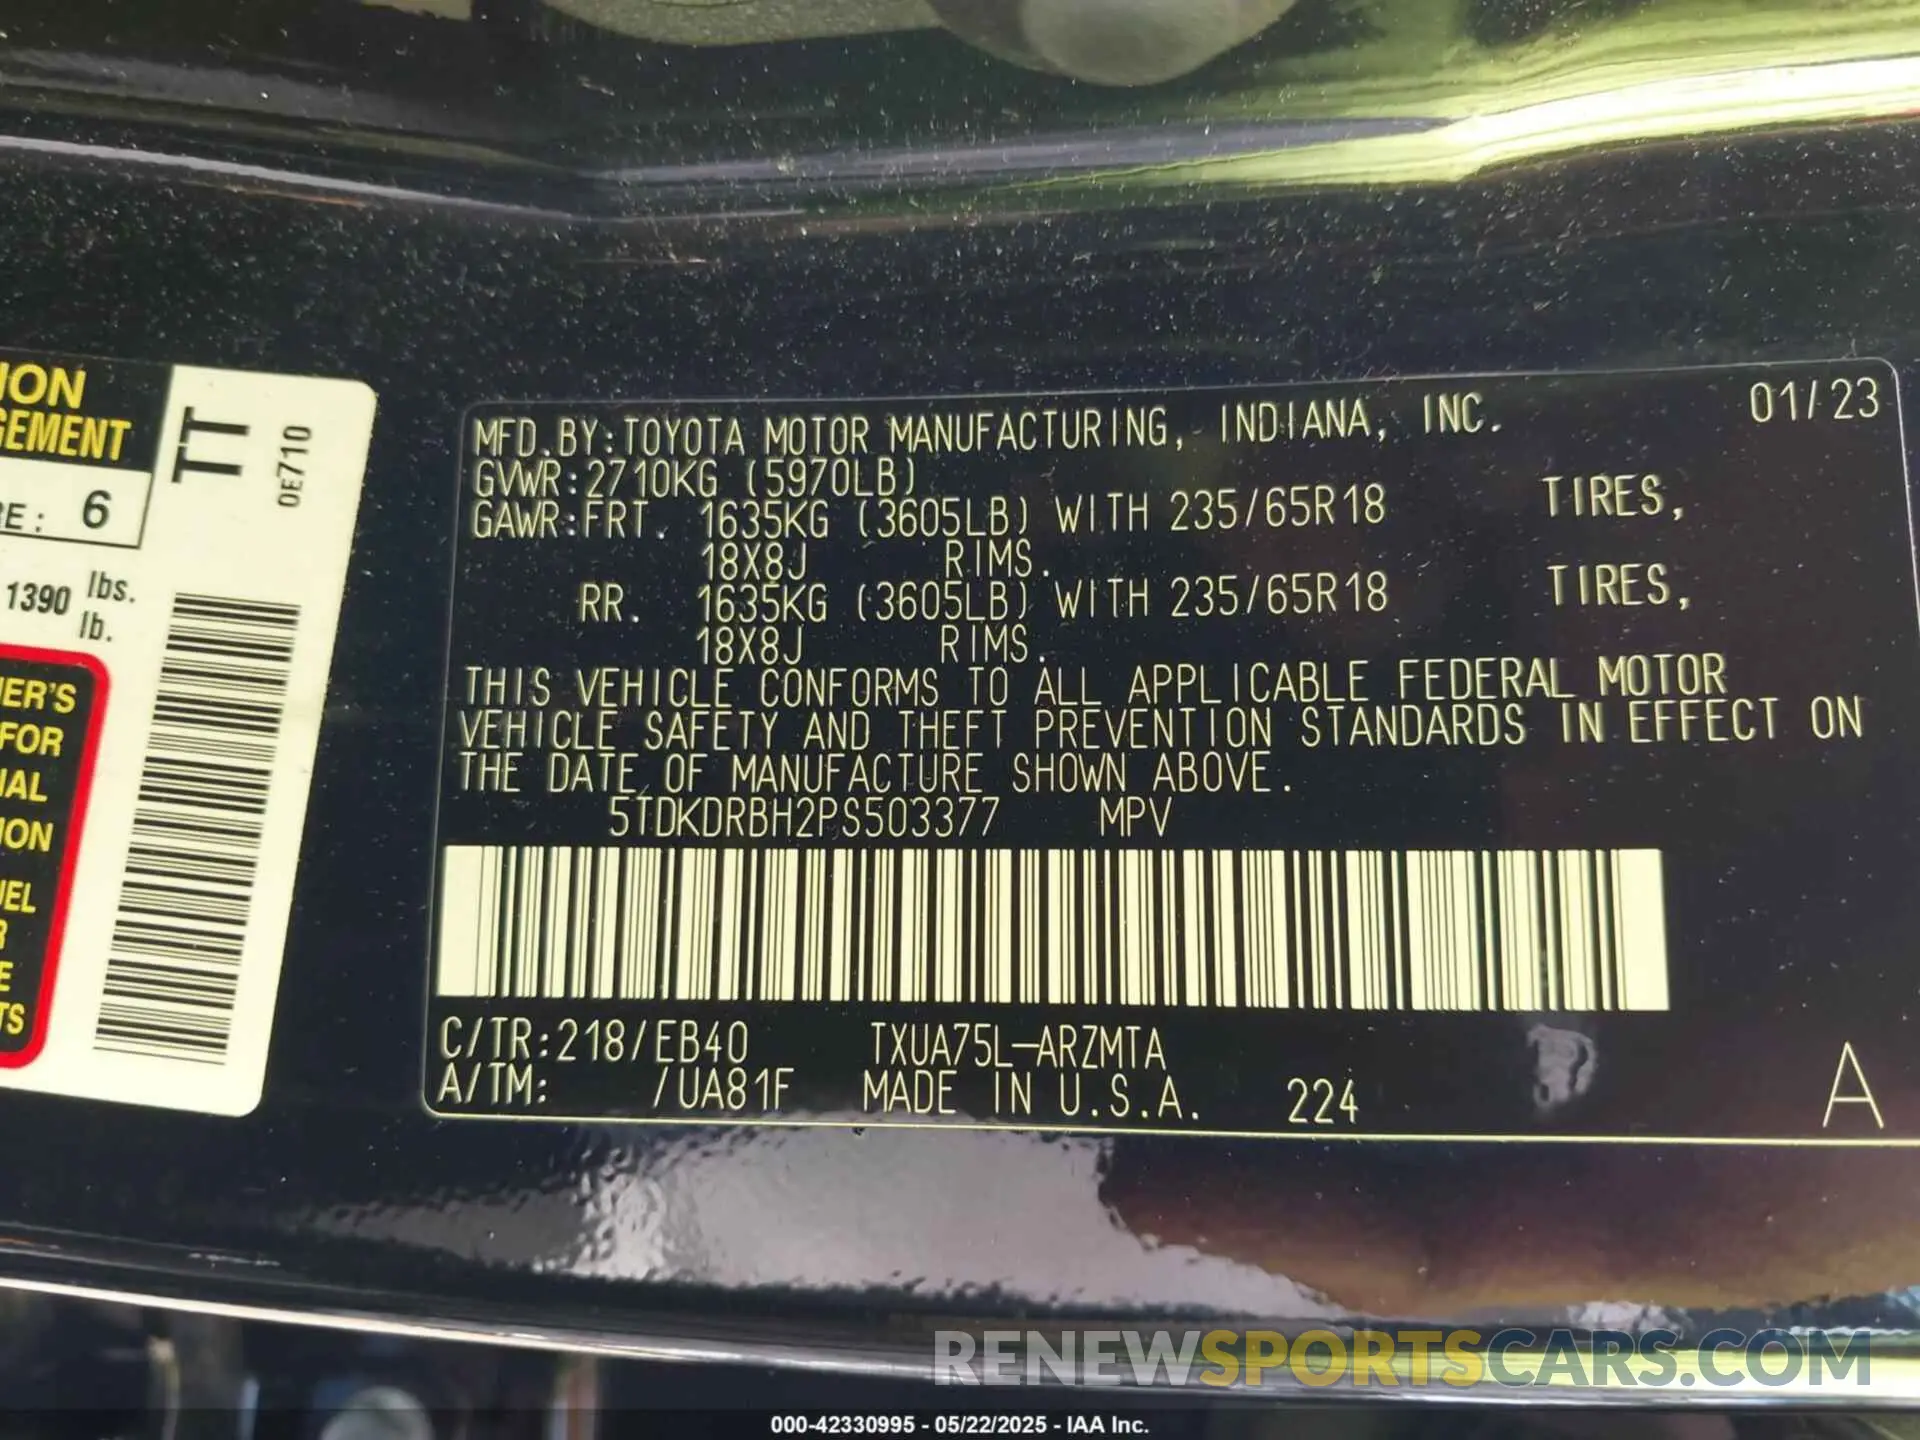 ION
GEMENT
RE: 6
1390 lbs.
lb.
TT
0E710
ER'S
FOR
IAL
ION
UEL
R
E
TS
MFD.BY:TOYOTA MOTOR MANUFACTURING, INDIANA, INC. 01/23
GVWR:2710KG (5970LB)
GAWR:FRT. 1635KG (3605LB) WITH 235/65R18 TIRES,
18X8J RIMS.
RR. 1635KG (3605LB) WITH 235/65R18 TIRES,
18X8J RIMS.
THIS VEHICLE CONFORMS TO ALL APPLICABLE FEDERAL MOTOR
VEHICLE SAFETY AND THEFT PREVENTION STANDARDS IN EFFECT ON
THE DATE OF MANUFACTURE SHOWN ABOVE.
5TDKDRBH2PS503377 MPV
C/TR:218/EB40 TXUA75L-ARZMTA
A/TM: /UA81F MADE IN U.S.A. 224 A
RENEWSPORTSCARS.COM
000-42330995 - 05/22/2025 - IAA Inc.